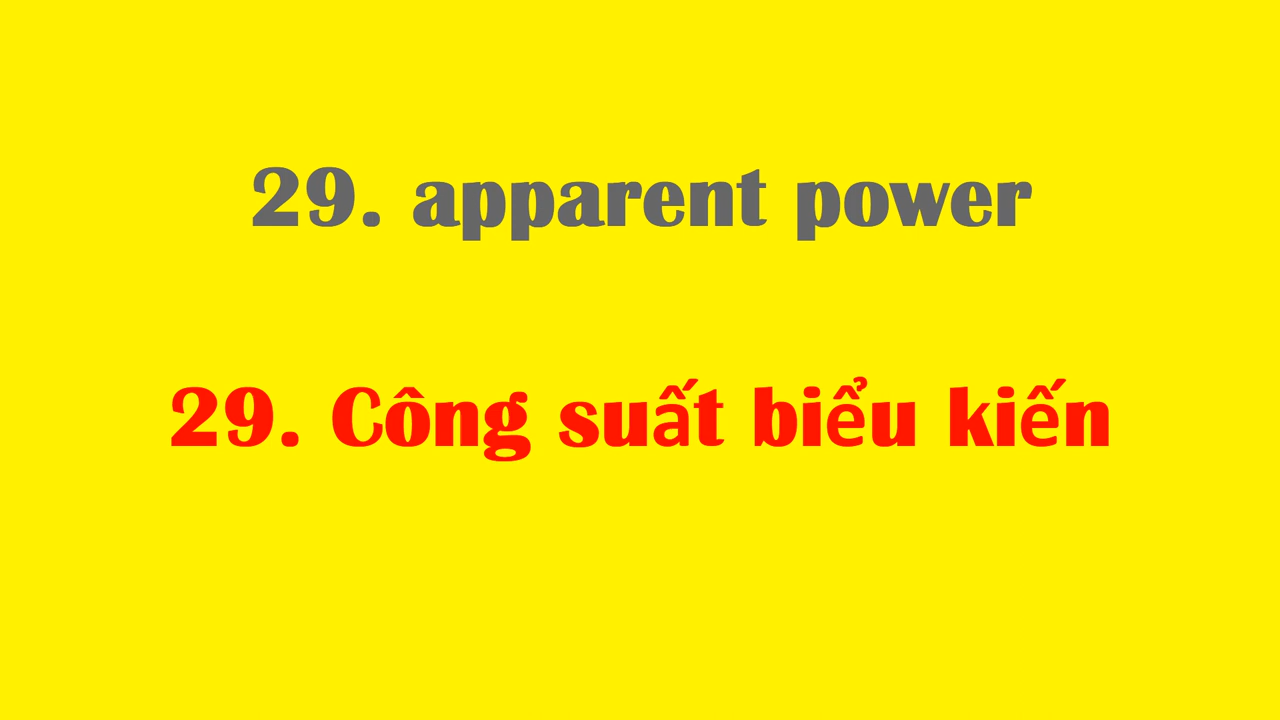 29. apparent power
29. Công suất biểu kiến